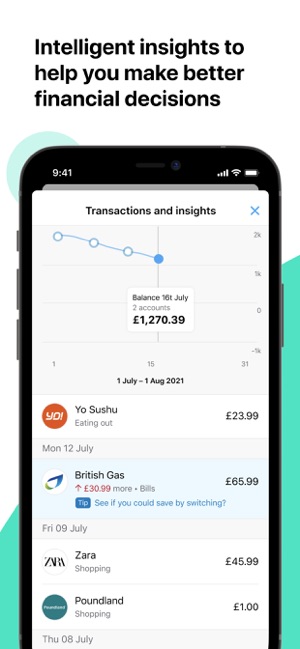 Intelligent insights to
help you make better
financial decisions
9:41
Transactions and insights
2k
1k
0
-1k
Balance 16t July
2 accounts
£1,270.39
1 15 31
1 July – 1 Aug 2021
YO!
Yo Sushu
£23.99
Eating out
Mon 12 July
British Gas
£65.99
↑ £30.99 more • Bills
Tip See if you could save by switching?
Fri 09 July
ZARA
Zara
£45.99
Shopping
Poundland
Poundland
£1.00
Shopping
Thu 08 July